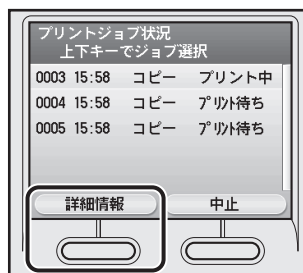 プリントジョブ状況
上下キーでジョブ選択
0003 15:58 コピー プリント中
0004 15:58 コピー プリント待ち
0005 15:58 コピー プリント待ち
詳細情報 中止